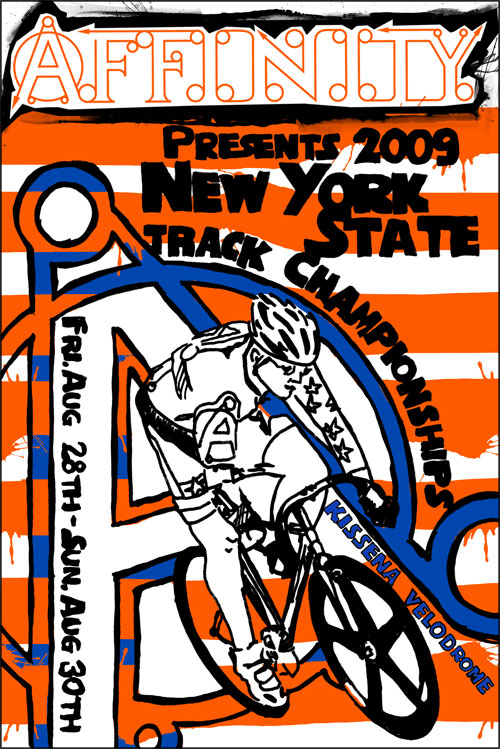 AFFINITY
PRESENTS 2009
NEW YORK
STATE
TRACK CHAMPIONSHIPS
FRI, AUG 28TH - SUN, AUG 30TH
KISSENA VELODROME